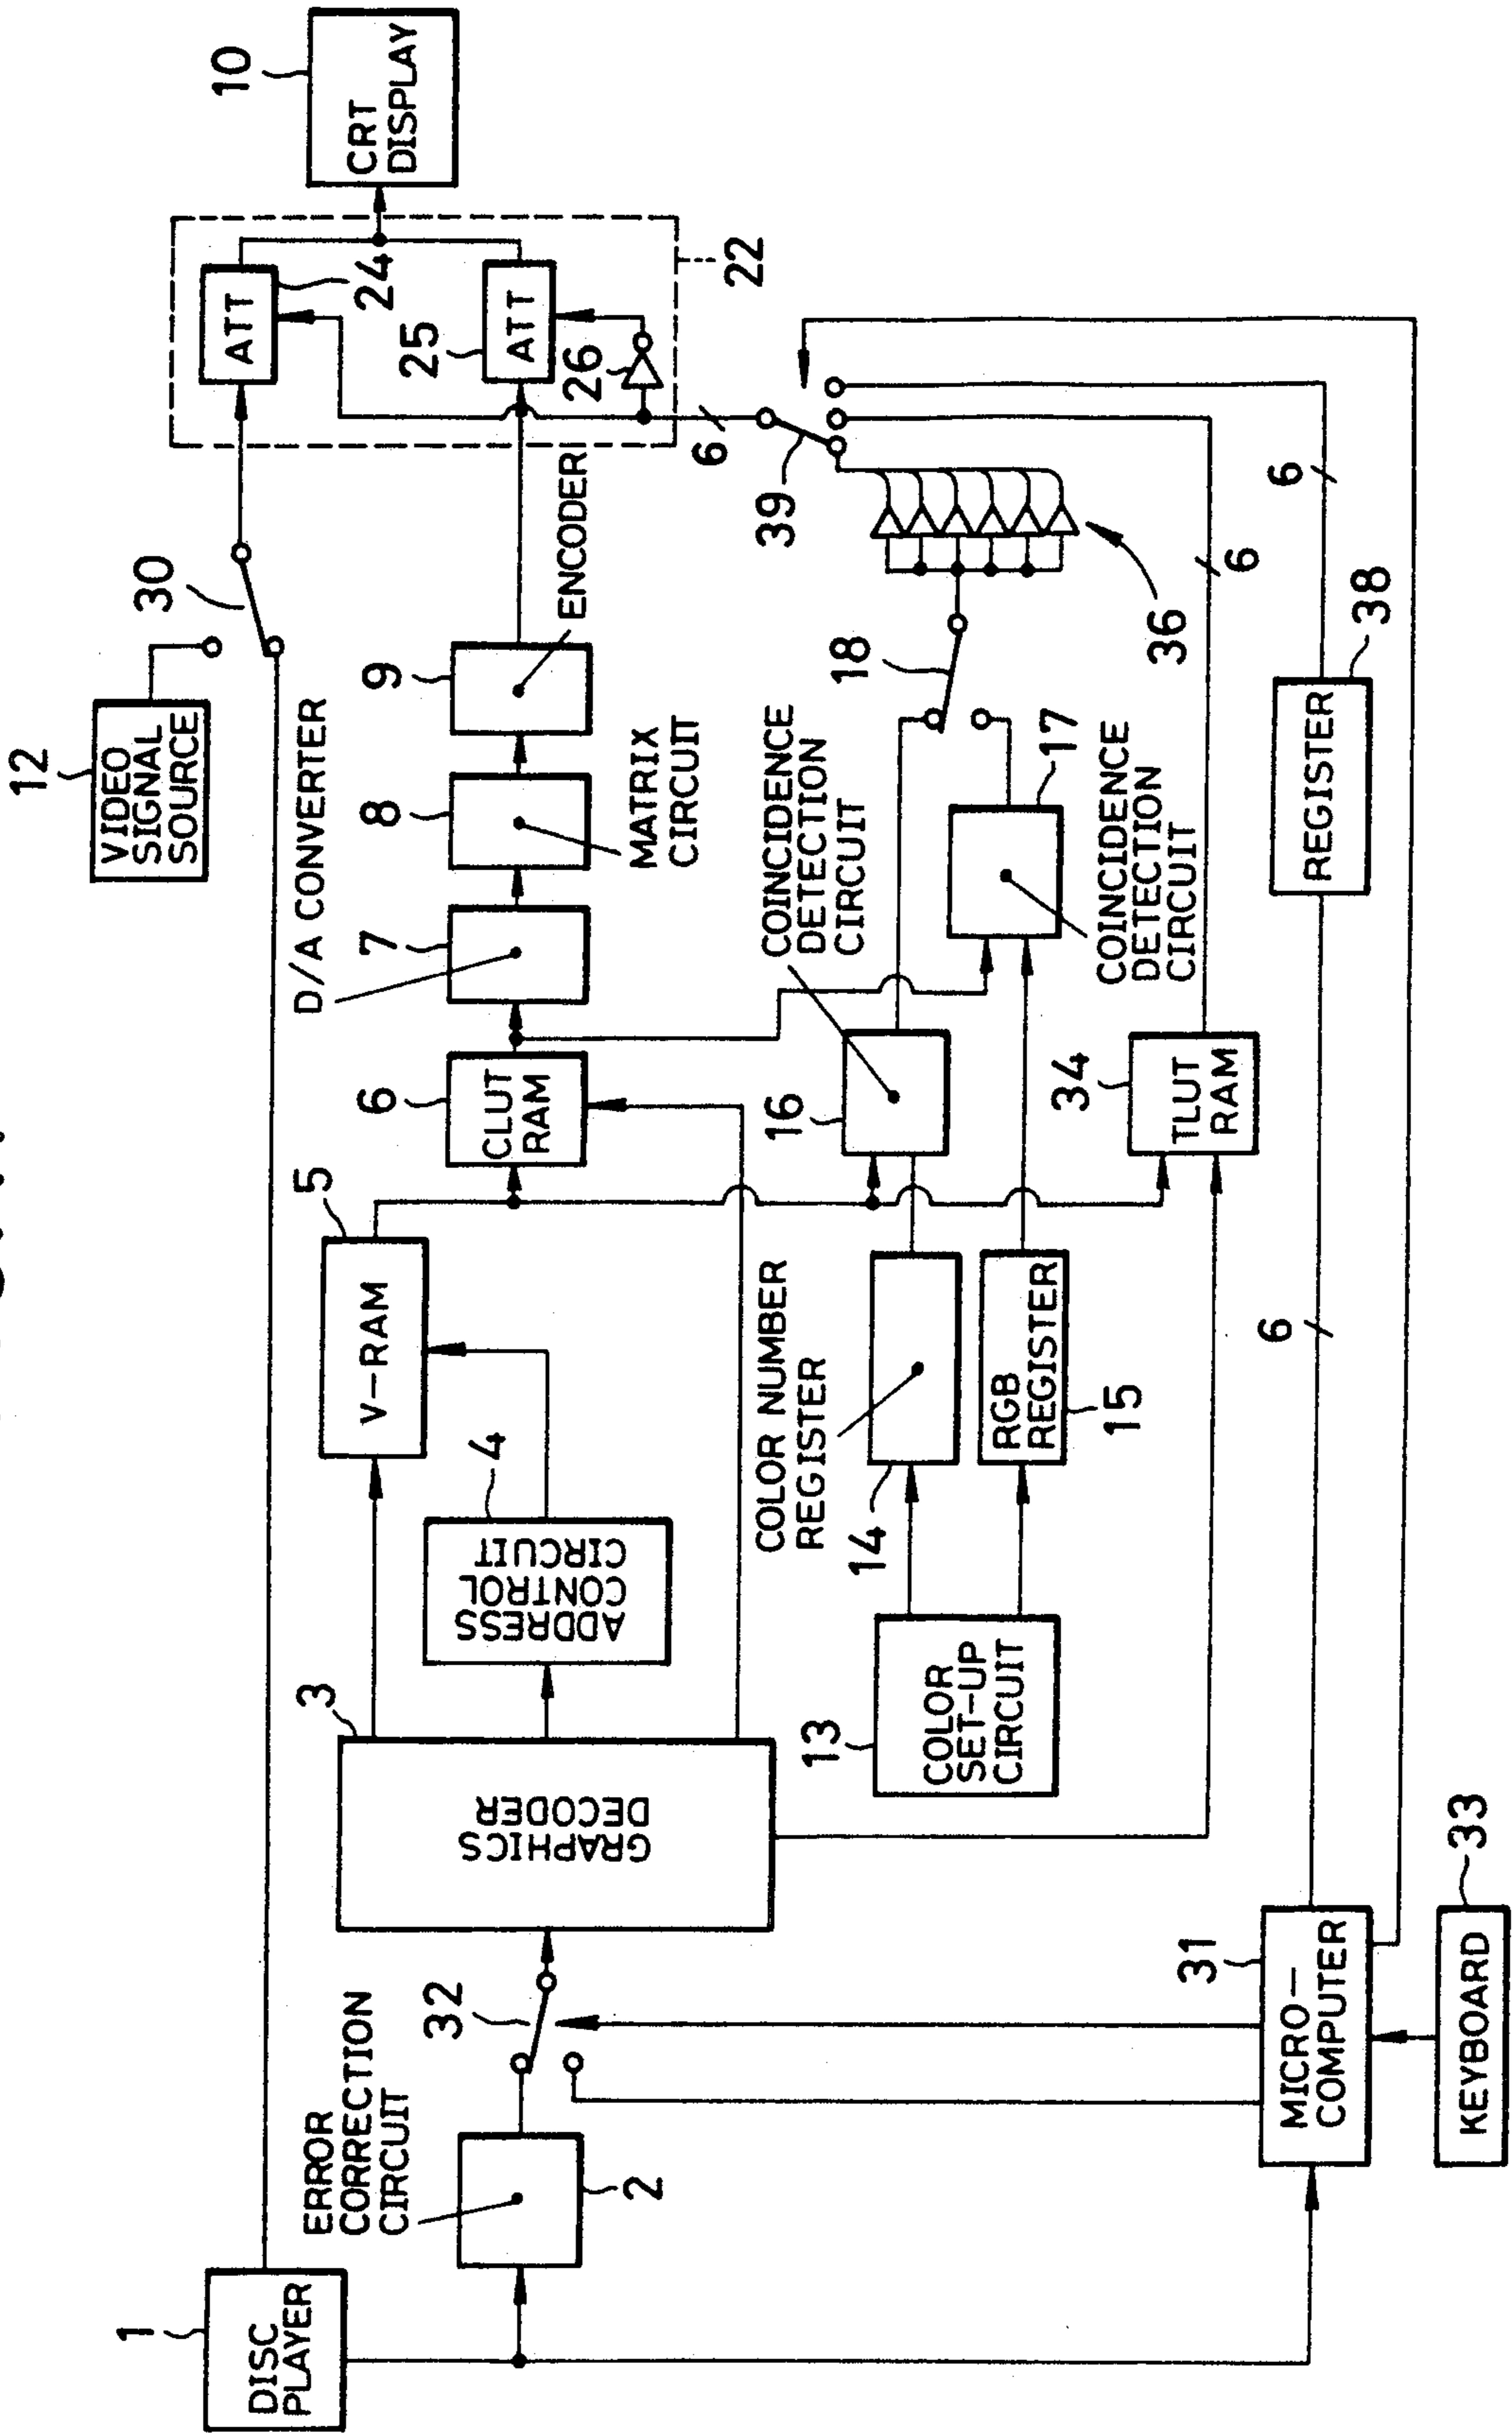 10
CRT
DISPLAY
12
VIDEO
SIGNAL
SOURCE
30
ATT
24
25
ATT
26
22
D/A CONVERTER
5
V-RAM
6
CLUT
RAM
7
8
MATRIX
CIRCUIT
9
ENCODER
6
39
3
GRAPHICS
DECODER
4
ADDRESS
CONTROL
CIRCUIT
COLOR NUMBER
REGISTER
14
COINCIDENCE
DETECTION
CIRCUIT
16
18
36
1
DISC
PLAYER
ERROR
CORRECTION
CIRCUIT
2
32
13
COLOR
SET-UP
CIRCUIT
RGB
REGISTER
15
17
COINCIDENCE
DETECTION
CIRCUIT
34
TLUT
RAM
6
6
38
REGISTER
6
31
MICRO-
COMPUTER
33
KEYBOARD